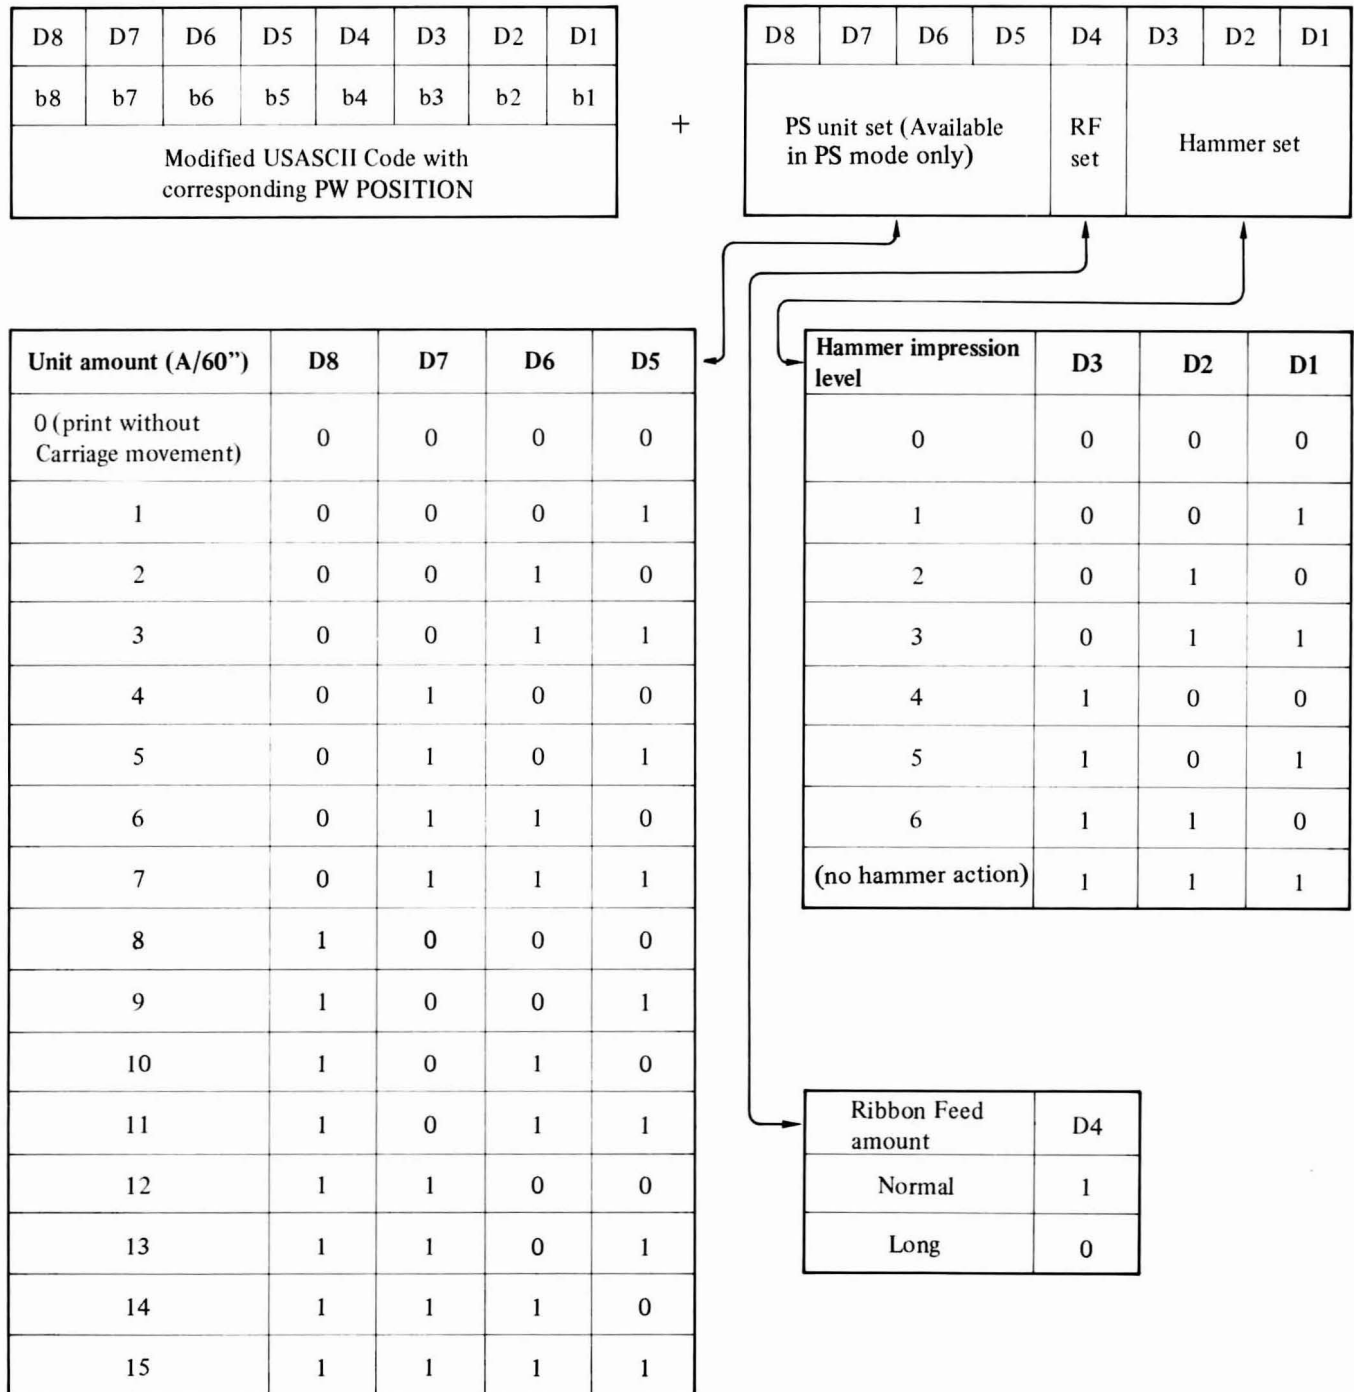 D8 D7 D6 D5 D4 D3 D2 D1
b8 b7 b6 b5 b4 b3 b2 b1
Modified USASCII Code with
corresponding PW POSITION
+
D8 D7 D6 D5 D4 D3 D2 D1
PS unit set (Available
in PS mode only)
RF
set
Hammer set
Unit amount (A/60”) D8 D7 D6 D5
0 (print without
Carriage movement) 0 0 0 0
1 0 0 0 1
2 0 0 1 0
3 0 0 1 1
4 0 1 0 0
5 0 1 0 1
6 0 1 1 0
7 0 1 1 1
8 1 0 0 0
9 1 0 0 1
10 1 0 1 0
11 1 0 1 1
12 1 1 0 0
13 1 1 0 1
14 1 1 1 0
15 1 1 1 1
Hammer impression
level D3 D2 D1
0 0 0 0
1 0 0 1
2 0 1 0
3 0 1 1
4 1 0 0
5 1 0 1
6 1 1 0
(no hammer action) 1 1 1
Ribbon Feed
amount D4
Normal 1
Long 0